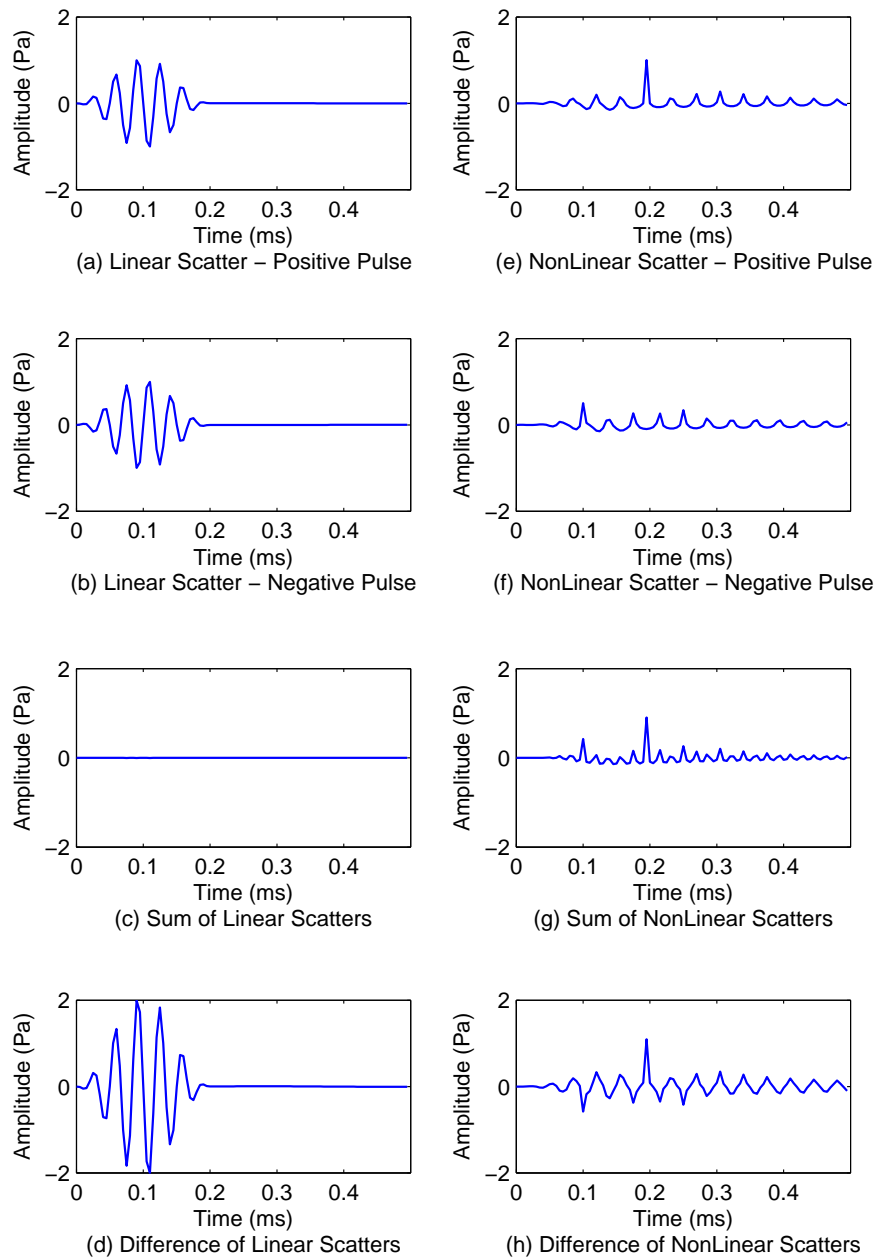 2
0
−2
Amplitude (Pa)
0 0.1 0.2 0.3 0.4
Time (ms)
(a) Linear Scatter − Positive Pulse
2
0
−2
Amplitude (Pa)
0 0.1 0.2 0.3 0.4
Time (ms)
(e) NonLinear Scatter − Positive Pulse
2
0
−2
Amplitude (Pa)
0 0.1 0.2 0.3 0.4
Time (ms)
(b) Linear Scatter − Negative Pulse
2
0
−2
Amplitude (Pa)
0 0.1 0.2 0.3 0.4
Time (ms)
(f) NonLinear Scatter − Negative Pulse
2
0
−2
Amplitude (Pa)
0 0.1 0.2 0.3 0.4
Time (ms)
(c) Sum of Linear Scatters
2
0
−2
Amplitude (Pa)
0 0.1 0.2 0.3 0.4
Time (ms)
(g) Sum of NonLinear Scatters
2
0
−2
Amplitude (Pa)
0 0.1 0.2 0.3 0.4
Time (ms)
(d) Difference of Linear Scatters
2
0
−2
Amplitude (Pa)
0 0.1 0.2 0.3 0.4
Time (ms)
(h) Difference of NonLinear Scatters